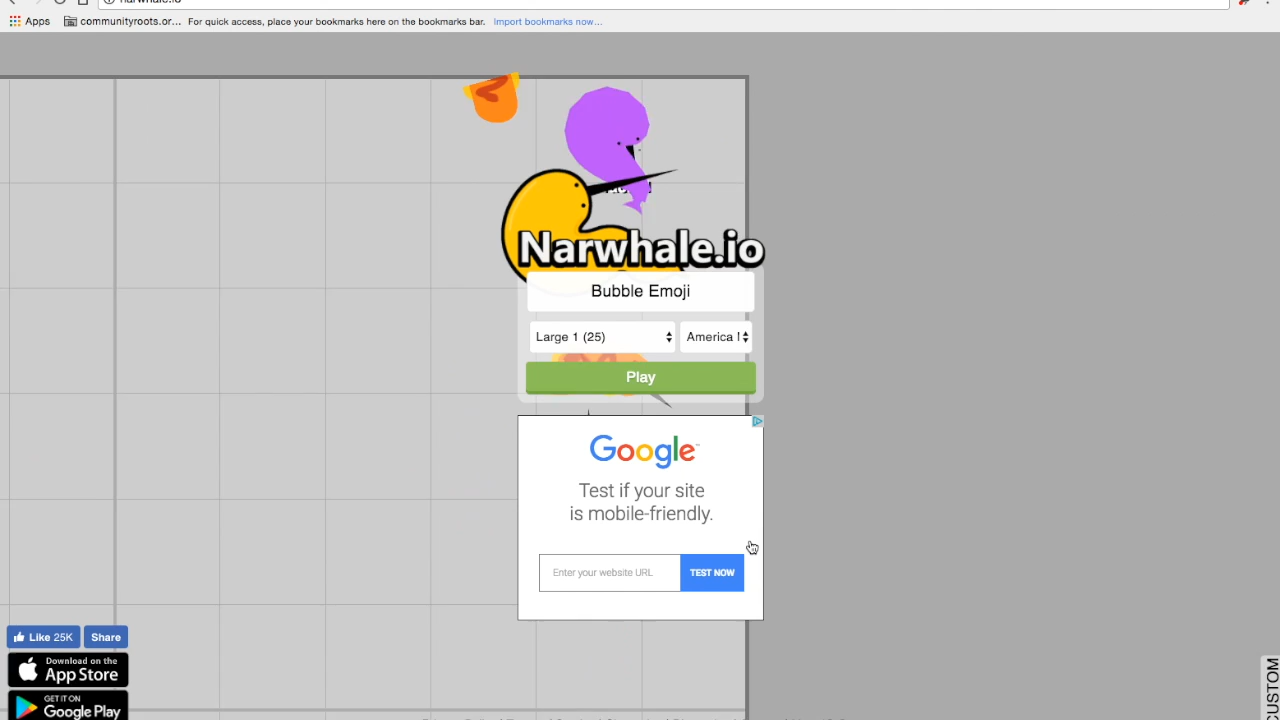 narwhale.io
Apps
communityroots.or...
For quick access, place your bookmarks here on the bookmarks bar.
Import bookmarks now...
Narwhale.io
Bubble Emoji
Large 1 (25)
America
Play
Google
Test if your site
is mobile-friendly.
Enter your website URL
TEST NOW
Like 25K
Share
Download on the
App Store
GET IT ON
Google Play
CUSTOM